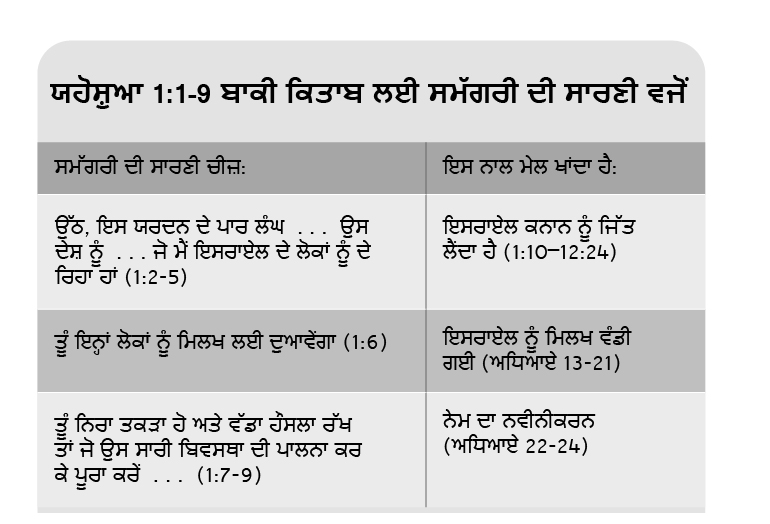 ਯਹੋਸ਼ੁਆ 1:1-9 ਬਾਕੀ ਕਿਤਾਬ ਲਈ ਸਮੱਗਰੀ ਦੀ ਸਾਰਣੀ ਵਜੋਂ
ਸਮੱਗਰੀ ਦੀ ਸਾਰਣੀ ਚੀਜ਼:
ਇਸ ਨਾਲ ਮੇਲ ਖਾਂਦਾ ਹੈ:
ਉੱਠ, ਇਸ ਯਰਦਨ ਦੇ ਪਾਰ ਲੰਘ . . . ਉਸ
ਦੇਸ਼ ਨੂੰ . . . ਜੋ ਮੈਂ ਇਸਰਾਏਲ ਦੇ ਲੋਕਾਂ ਨੂੰ ਦੇ
ਰਿਹਾ ਹਾਂ (1:2-5)
ਇਸਰਾਏਲ ਕਨਾਨ ਨੂੰ ਜਿੱਤ
ਲੈਂਦਾ ਹੈ (1:10–12:24)
ਤੂੰ ਇਨ੍ਹਾਂ ਲੋਕਾਂ ਨੂੰ ਮਿਲਖ ਲਈ ਦੁਆਵੇਂਗਾ (1:6)
ਇਸਰਾਏਲ ਨੂੰ ਮਿਲਖ ਵੰਡੀ
ਗਈ (ਅਧਿਆਏ 13-21)
ਤੂੰ ਨਿਰਾ ਤਕੜਾ ਹੋ ਅਤੇ ਵੱਡਾ ਹੌਂਸਲਾ ਰੱਖ
ਤਾਂ ਜੋ ਉਸ ਸਾਰੀ ਬਿਵਸਥਾ ਦੀ ਪਾਲਨਾ ਕਰ
ਕੇ ਪੂਰਾ ਕਰੇਂ . . . (1:7-9)
ਨੇਮ ਦਾ ਨਵੀਨੀਕਰਨ
(ਅਧਿਆਏ 22-24)